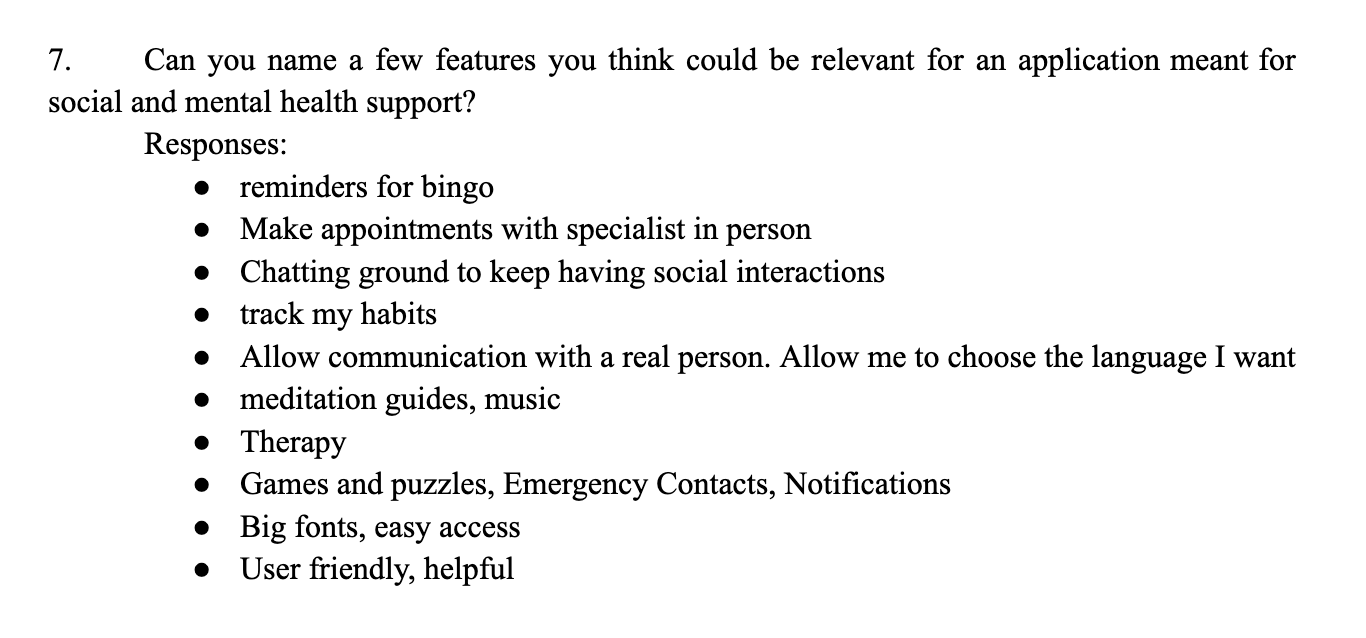 7. Can you name a few features you think could be relevant for an application meant for
social and mental health support?
Responses:
● reminders for bingo
● Make appointments with specialist in person
● Chatting ground to keep having social interactions
● track my habits
● Allow communication with a real person. Allow me to choose the language I want
● meditation guides, music
● Therapy
● Games and puzzles, Emergency Contacts, Notifications
● Big fonts, easy access
● User friendly, helpful